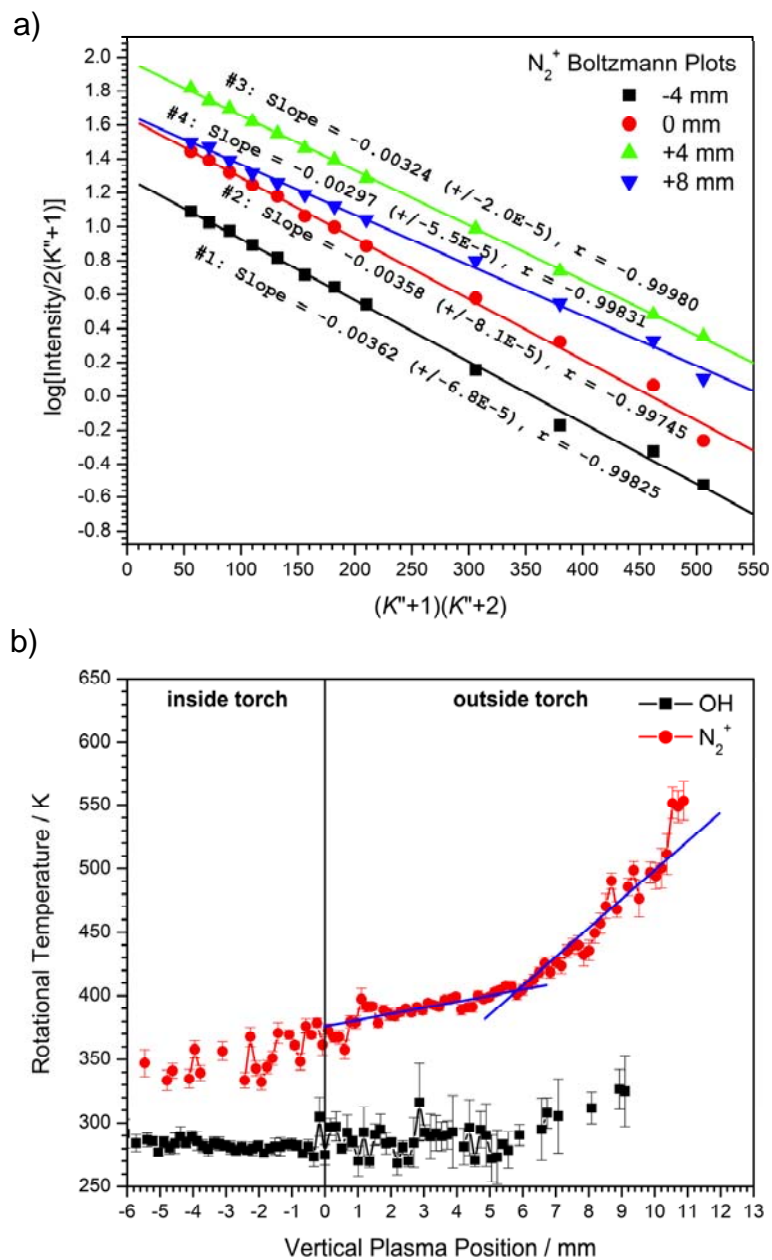 a)
N₂⁺ Boltzmann Plots
-4 mm
0 mm
+4 mm
+8 mm
#3: Slope = -0.00324 (+/-2.0E-5), r = -0.99980
#4: Slope = -0.00297 (+/-5.5E-5), r = -0.99831
#2: Slope = -0.00358 (+/-8.1E-5), r = -0.99745
#1: Slope = -0.00362 (+/-6.8E-5), r = -0.99825
log[Intensity/2(K"+1)]
2.0
1.8
1.6
1.4
1.2
1.0
0.8
0.6
0.4
0.2
0.0
-0.2
-0.4
-0.6
-0.8
0 50 100 150 200 250 300 350 400 450 500 550
(K"+1)(K"+2)
b)
inside torch
outside torch
OH
N₂⁺
Rotational Temperature / K
650
600
550
500
450
400
350
300
250
-6 -5 -4 -3 -2 -1 0 1 2 3 4 5 6 7 8 9 10 11 12 13
Vertical Plasma Position / mm